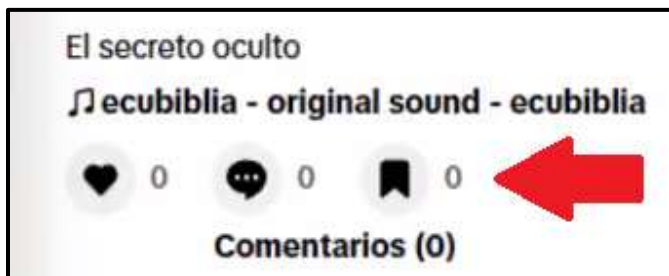 El secreto oculto
♫ ecubiblia - original sound - ecubiblia
0 0 0
Comentarios (0)